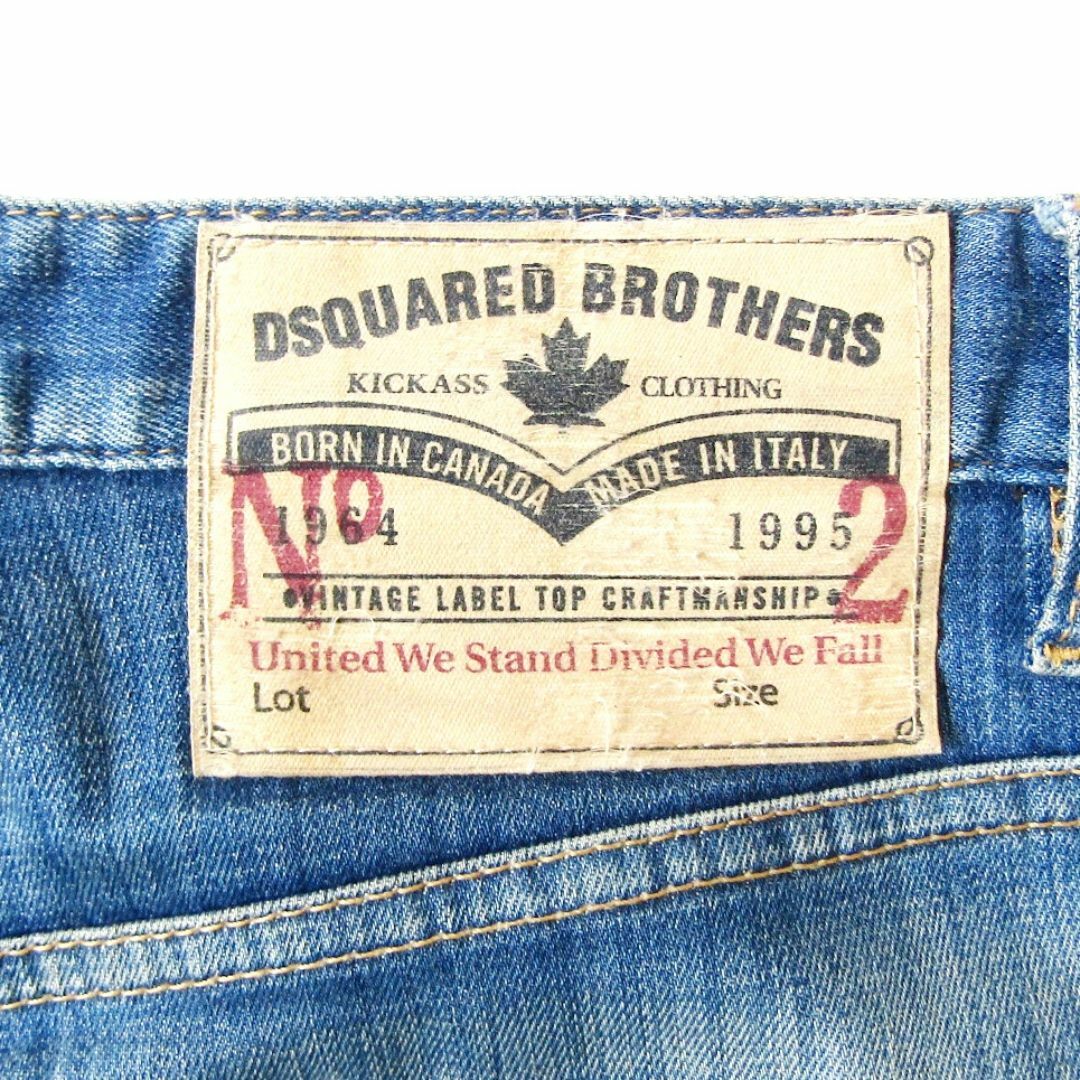 DSQUARED BROTHERS
KICKASS CLOTHING
BORN IN CANADA MADE IN ITALY
Nº 2
1964 1995
VINTAGE LABEL TOP CRAFTMANSHIP
United We Stand Divided We Fall
Lot Size